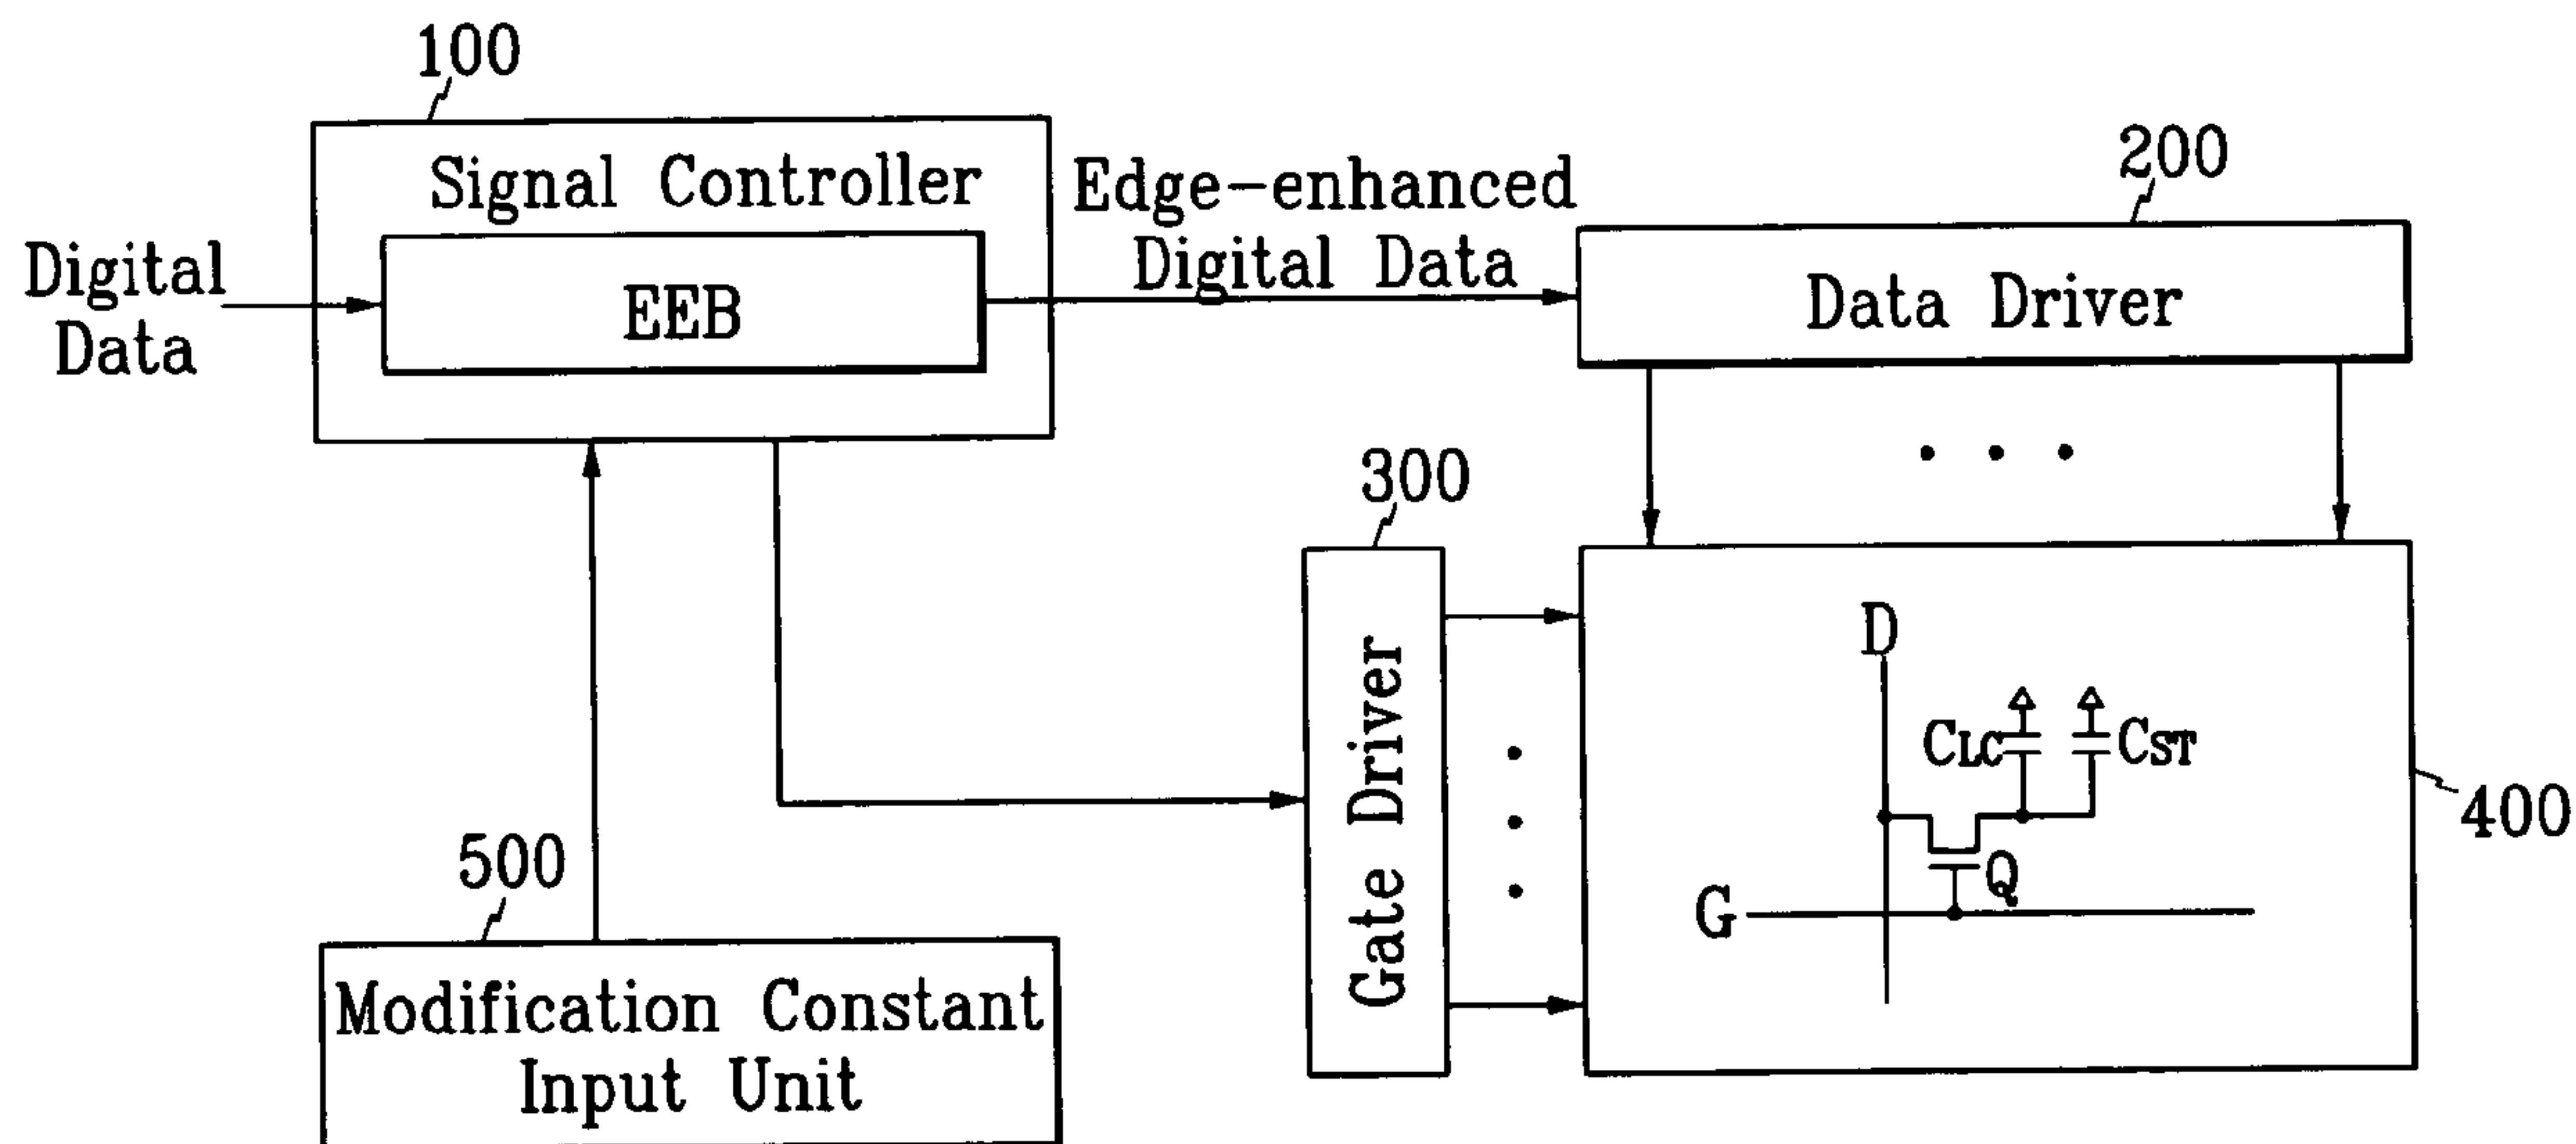 100
Signal Controller
Digital
Data
EEB
Edge-enhanced
Digital Data
200
Data Driver
300
Gate Driver
D
CLC
CST
Q
G
400
500
Modification Constant
Input Unit